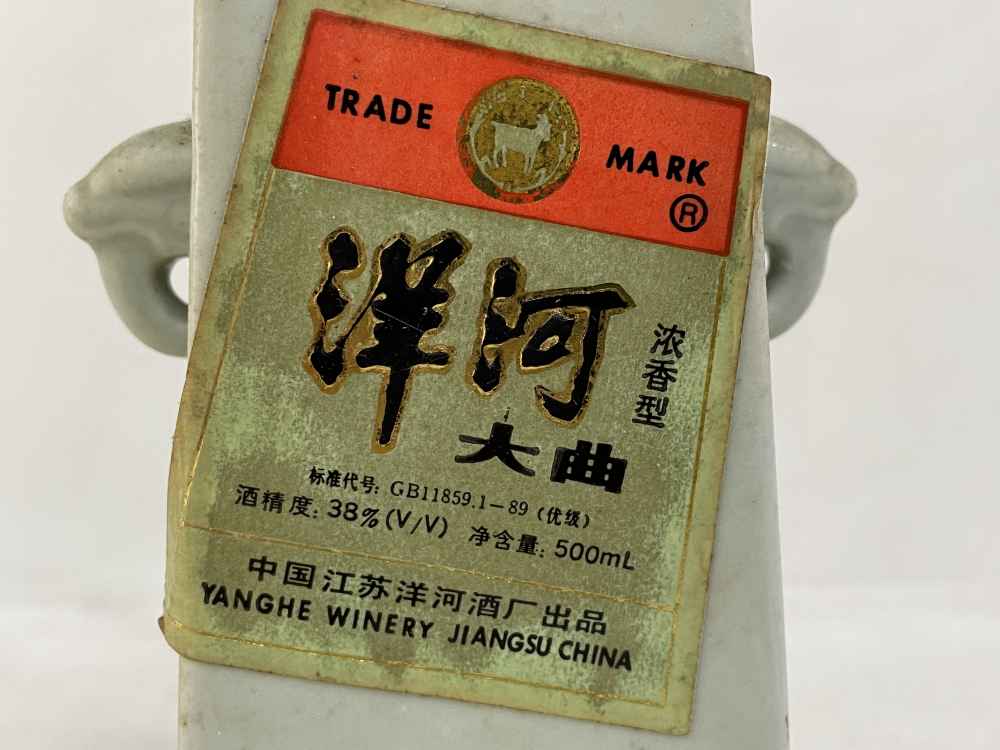 TRADE MARK
®
洋河
浓香型
大曲
标准代号: GB11859.1-89 (优级)
酒精度: 38% (V/V) 净含量: 500mL
中国江苏洋河酒厂出品
YANGHE WINERY JIANGSU CHINA